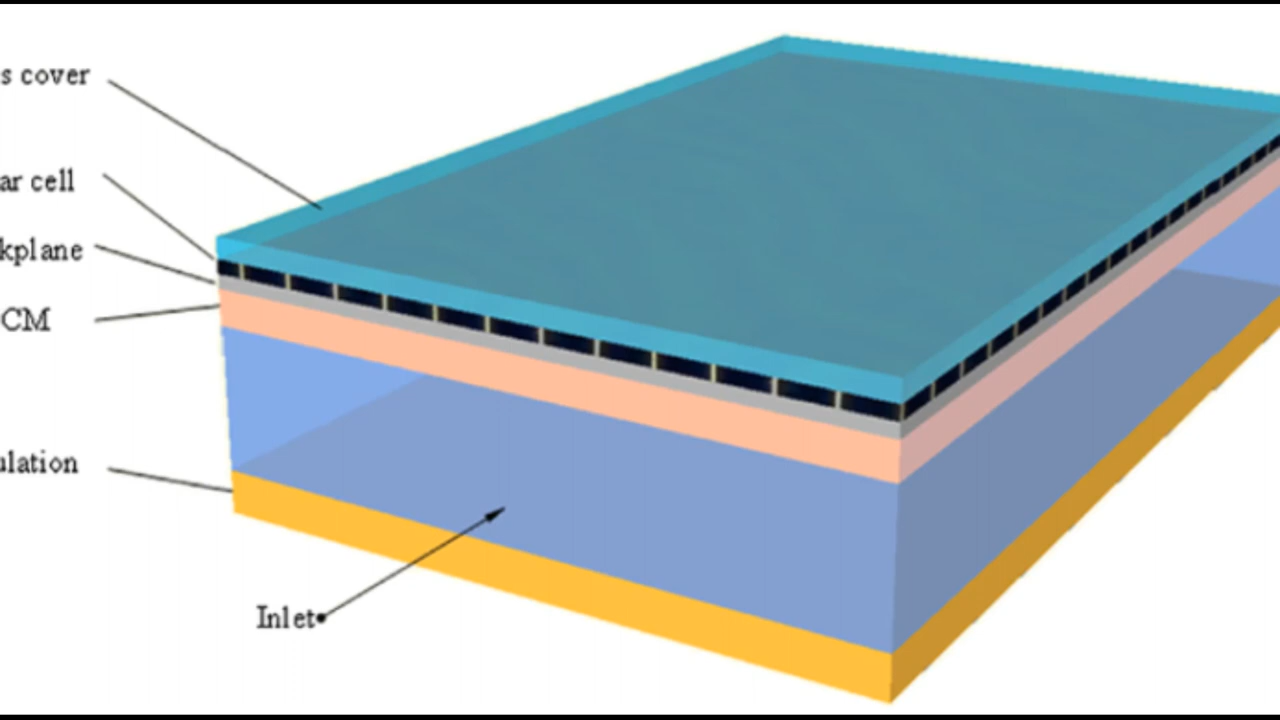 s cover
ar cell
kplane
CM
ulation
Inlet